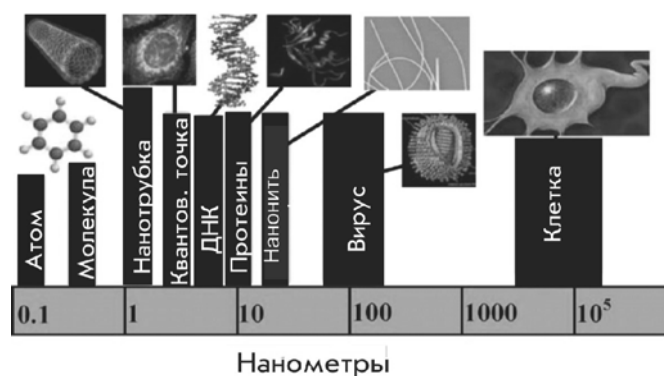 Атом
Молекула
Нанотрубка
Квантов. точка
ДНК
Протеины
Нанонить
Вирус
Клетка
0.1 1 10 100 1000 10⁵
Нанометры